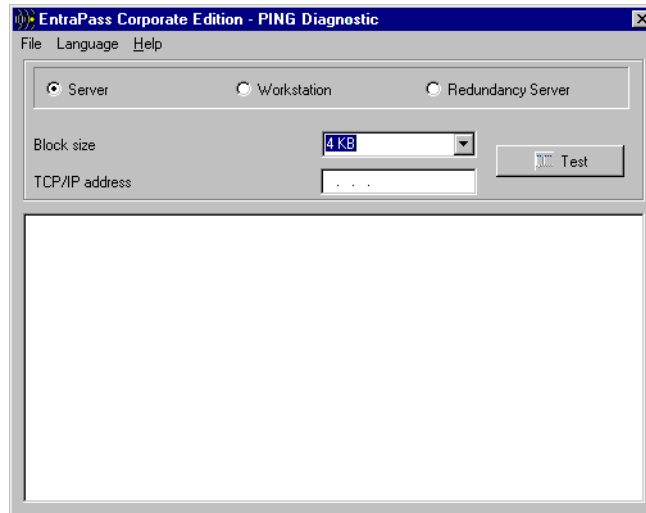 EntraPass Corporate Edition - PING Diagnostic
File Language Help
Server Workstation Redundancy Server
Block size 4 KB
Test
TCP/IP address . . .